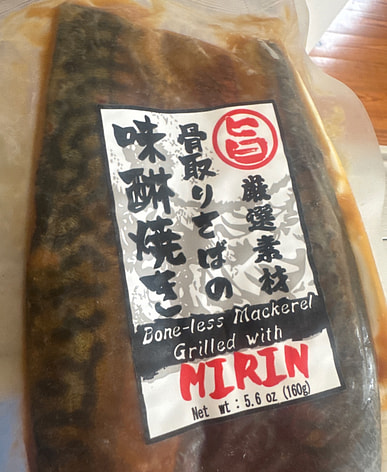 旨
厳選素材
骨取りさばの
味醂焼き
Bone-less Mackerel
Grilled with
MIRIN
Net wt : 5.6 oz (160g)